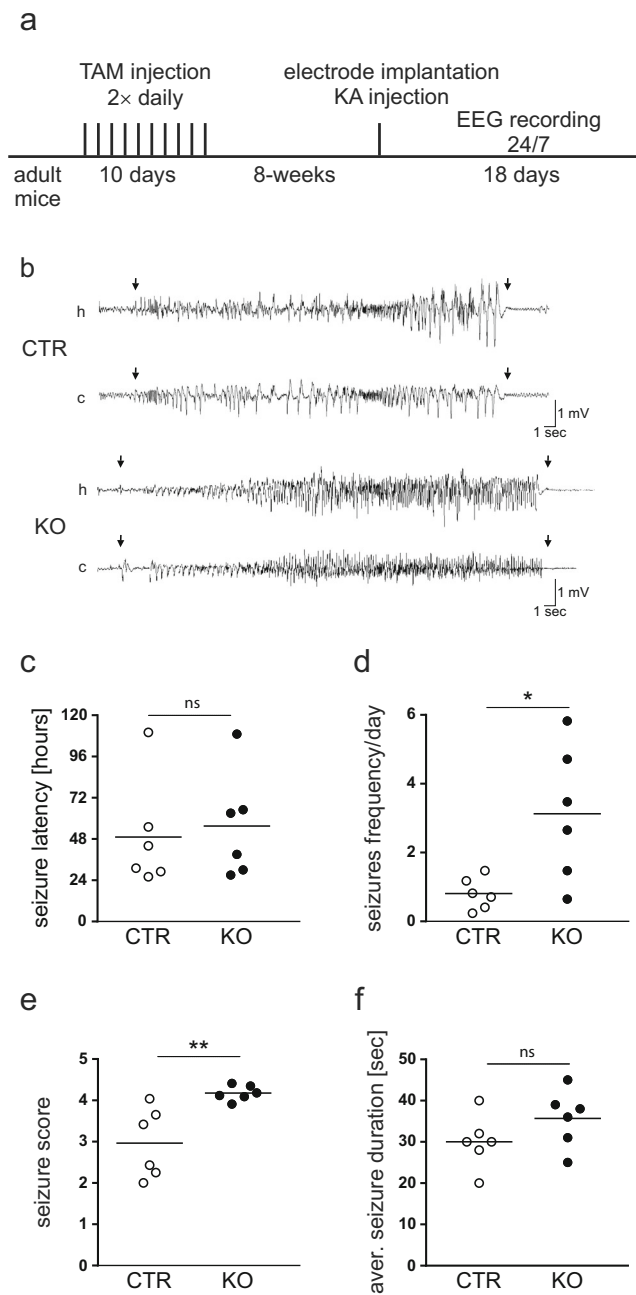 a
TAM injection
2× daily
electrode implantation
KA injection
EEG recording
24/7
adult
mice
10 days
8-weeks
18 days
b
h
CTR
c
1 mV
1 sec
h
KO
c
1 mV
1 sec
c
seizure latency [hours]
120
96
72
48
24
0
ns
CTR
KO
d
seizures frequency/day
6
4
2
0
*
CTR
KO
e
seizure score
5
4
3
2
1
0
**
CTR
KO
f
aver. seizure duration [sec]
50
40
30
20
10
0
ns
CTR
KO